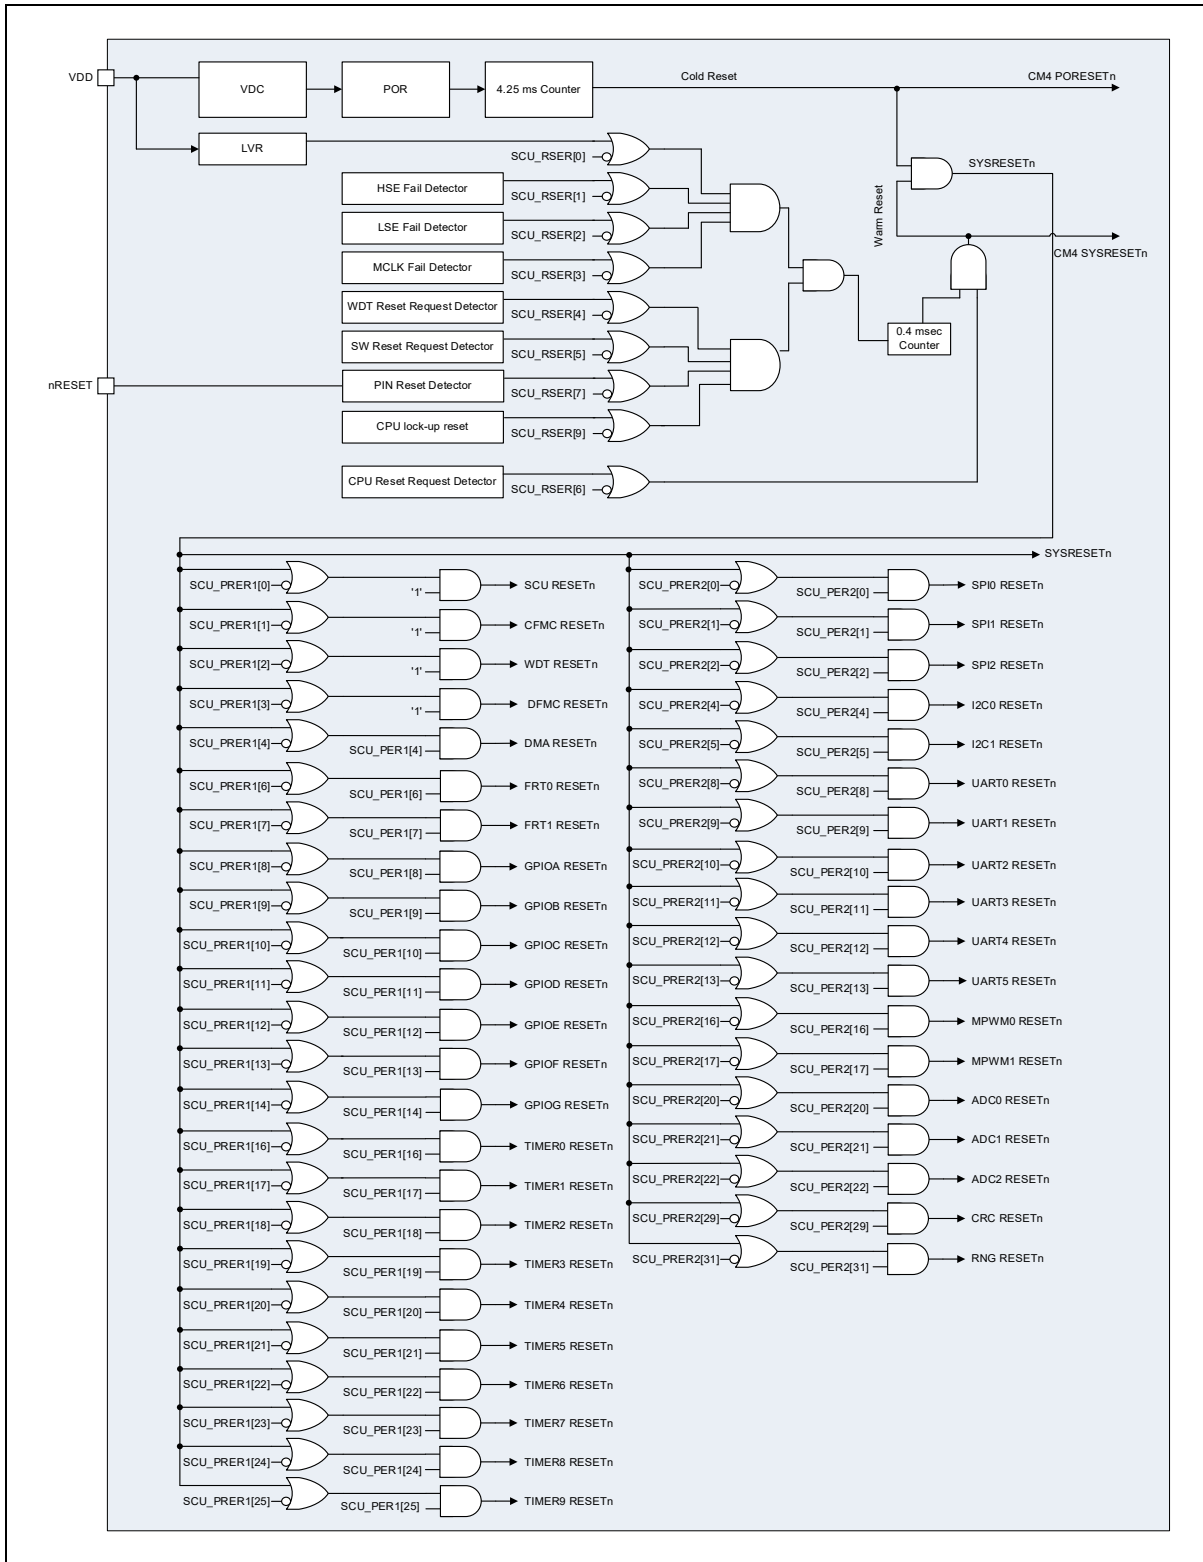 VDD
VDC
POR
4.25 ms Counter
Cold Reset
CM4 PORESETn
LVR
SCU_RSER[0]
SYSRESETn
HSE Fail Detector
SCU_RSER[1]
Warm Reset
LSE Fail Detector
SCU_RSER[2]
CM4 SYSRESETn
MCLK Fail Detector
SCU_RSER[3]
WDT Reset Request Detector
SCU_RSER[4]
0.4 msec
Counter
SW Reset Request Detector
SCU_RSER[5]
nRESET
PIN Reset Detector
SCU_RSER[7]
CPU lock-up reset
SCU_RSER[9]
CPU Reset Request Detector
SCU_RSER[6]
SYSRESETn
SCU_PRER1[0]
'1'
SCU RESETn
SCU_PRER1[1]
'1'
CFMC RESETn
SCU_PRER1[2]
'1'
WDT RESETn
SCU_PRER1[3]
'1'
DFMC RESETn
SCU_PRER1[4]
SCU_PER1[4]
DMA RESETn
SCU_PRER1[6]
SCU_PER1[6]
FRT0 RESETn
SCU_PRER1[7]
SCU_PER1[7]
FRT1 RESETn
SCU_PRER1[8]
SCU_PER1[8]
GPIOA RESETn
SCU_PRER1[9]
SCU_PER1[9]
GPIOB RESETn
SCU_PRER1[10]
SCU_PER1[10]
GPIOC RESETn
SCU_PRER1[11]
SCU_PER1[11]
GPIOD RESETn
SCU_PRER1[12]
SCU_PER1[12]
GPIOE RESETn
SCU_PRER1[13]
SCU_PER1[13]
GPIOF RESETn
SCU_PRER1[14]
SCU_PER1[14]
GPIOG RESETn
SCU_PRER1[16]
SCU_PER1[16]
TIMER0 RESETn
SCU_PRER1[17]
SCU_PER1[17]
TIMER1 RESETn
SCU_PRER1[18]
SCU_PER1[18]
TIMER2 RESETn
SCU_PRER1[19]
SCU_PER1[19]
TIMER3 RESETn
SCU_PRER1[20]
SCU_PER1[20]
TIMER4 RESETn
SCU_PRER1[21]
SCU_PER1[21]
TIMER5 RESETn
SCU_PRER1[22]
SCU_PER1[22]
TIMER6 RESETn
SCU_PRER1[23]
SCU_PER1[23]
TIMER7 RESETn
SCU_PRER1[24]
SCU_PER1[24]
TIMER8 RESETn
SCU_PRER1[25]
SCU_PER1[25]
TIMER9 RESETn
SCU_PRER2[0]
SCU_PER2[0]
SPI0 RESETn
SCU_PRER2[1]
SCU_PER2[1]
SPI1 RESETn
SCU_PRER2[2]
SCU_PER2[2]
SPI2 RESETn
SCU_PRER2[4]
SCU_PER2[4]
I2C0 RESETn
SCU_PRER2[5]
SCU_PER2[5]
I2C1 RESETn
SCU_PRER2[8]
SCU_PER2[8]
UART0 RESETn
SCU_PRER2[9]
SCU_PER2[9]
UART1 RESETn
SCU_PRER2[10]
SCU_PER2[10]
UART2 RESETn
SCU_PRER2[11]
SCU_PER2[11]
UART3 RESETn
SCU_PRER2[12]
SCU_PER2[12]
UART4 RESETn
SCU_PRER2[13]
SCU_PER2[13]
UART5 RESETn
SCU_PRER2[16]
SCU_PER2[16]
MPWM0 RESETn
SCU_PRER2[17]
SCU_PER2[17]
MPWM1 RESETn
SCU_PRER2[20]
SCU_PER2[20]
ADC0 RESETn
SCU_PRER2[21]
SCU_PER2[21]
ADC1 RESETn
SCU_PRER2[22]
SCU_PER2[22]
ADC2 RESETn
SCU_PRER2[29]
SCU_PER2[29]
CRC RESETn
SCU_PRER2[31]
SCU_PER2[31]
RNG RESETn